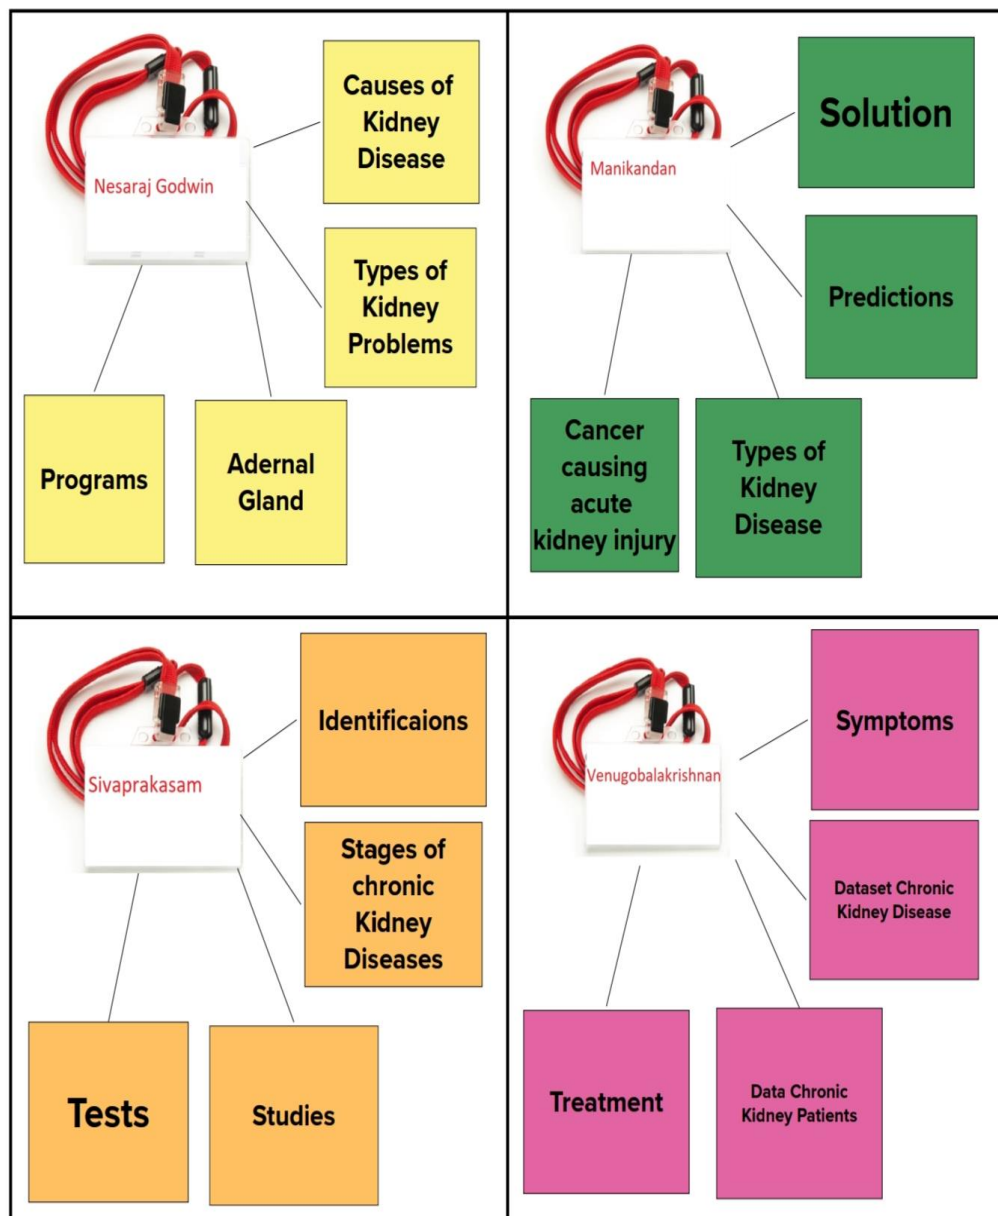 Nesaraj Godwin
Causes of
Kidney
Disease
Types of
Kidney
Problems
Programs
Adernal
Gland
Manikandan
Solution
Predictions
Cancer
causing
acute
kidney injury
Types of
Kidney
Disease
Sivaprakasam
Identificaions
Stages of
chronic
Kidney
Diseases
Tests
Studies
Venugobalakrishnan
Symptoms
Dataset Chronic
Kidney Disease
Treatment
Data Chronic
Kidney Patients